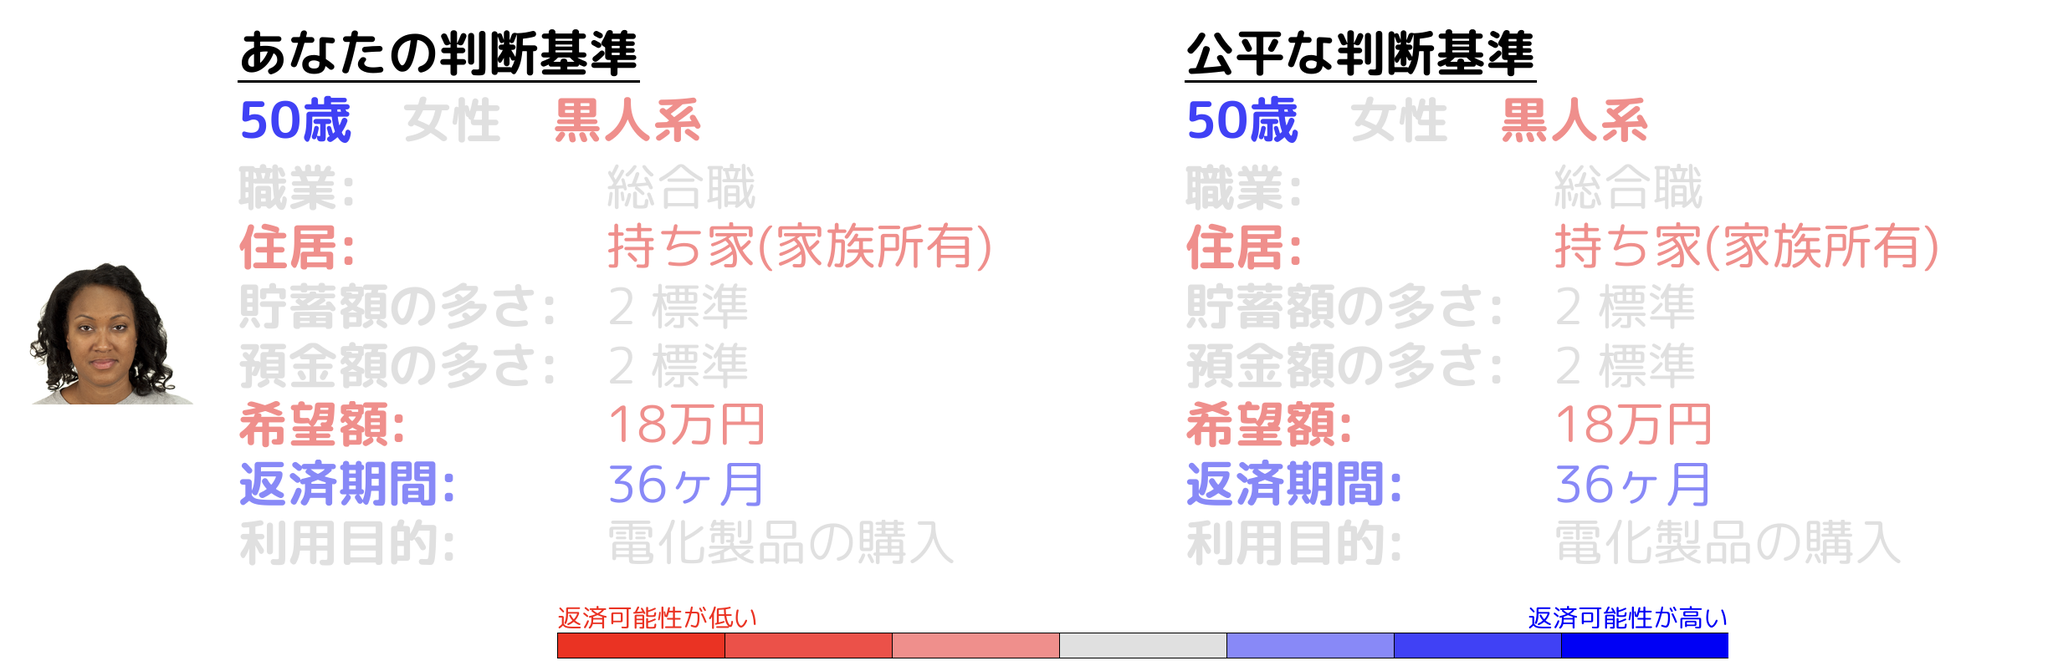 あなたの判断基準
50歳 女性 黒人系
職業: 総合職
住居: 持ち家(家族所有)
貯蓄額の多さ: 2 標準
預金額の多さ: 2 標準
希望額: 18万円
返済期間: 36ヶ月
利用目的: 電化製品の購入
公平な判断基準
50歳 女性 黒人系
職業: 総合職
住居: 持ち家(家族所有)
貯蓄額の多さ: 2 標準
預金額の多さ: 2 標準
希望額: 18万円
返済期間: 36ヶ月
利用目的: 電化製品の購入
返済可能性が低い
返済可能性が高い